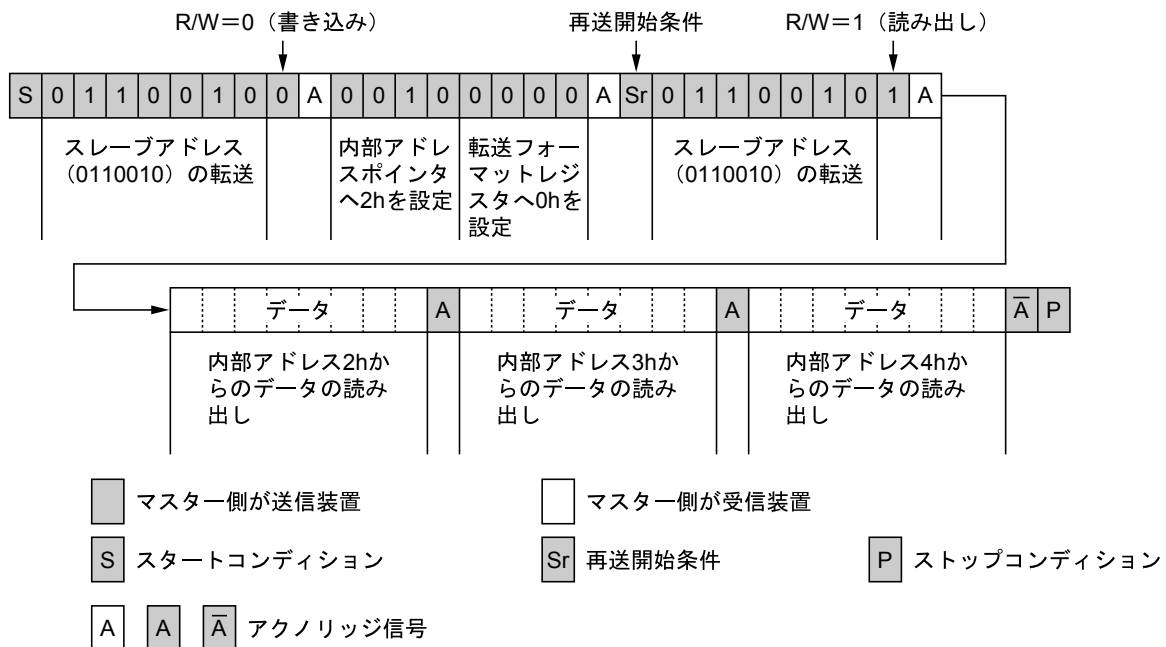 R/W＝0（書き込み） 再送開始条件 R/W＝1（読み出し）
S 0 1 1 0 0 1 0 0 A 0 0 1 0 0 0 0 0 A Sr 0 1 1 0 0 1 0 1 A
スレーブアドレス
（0110010）の転送
内部アドレ
スポインタ
へ2hを設定
転送フォー
マットレジ
スタへ0hを
設定
スレーブアドレス
（0110010）の転送
データ A データ A データ A̅ P
内部アドレス2hか
らのデータの読み
出し
内部アドレス3hか
らのデータの読み
出し
内部アドレス4hか
らのデータの読み
出し
マスター側が送信装置 マスター側が受信装置
S スタートコンディション Sr 再送開始条件 P ストップコンディション
A A A̅ アクノリッジ信号